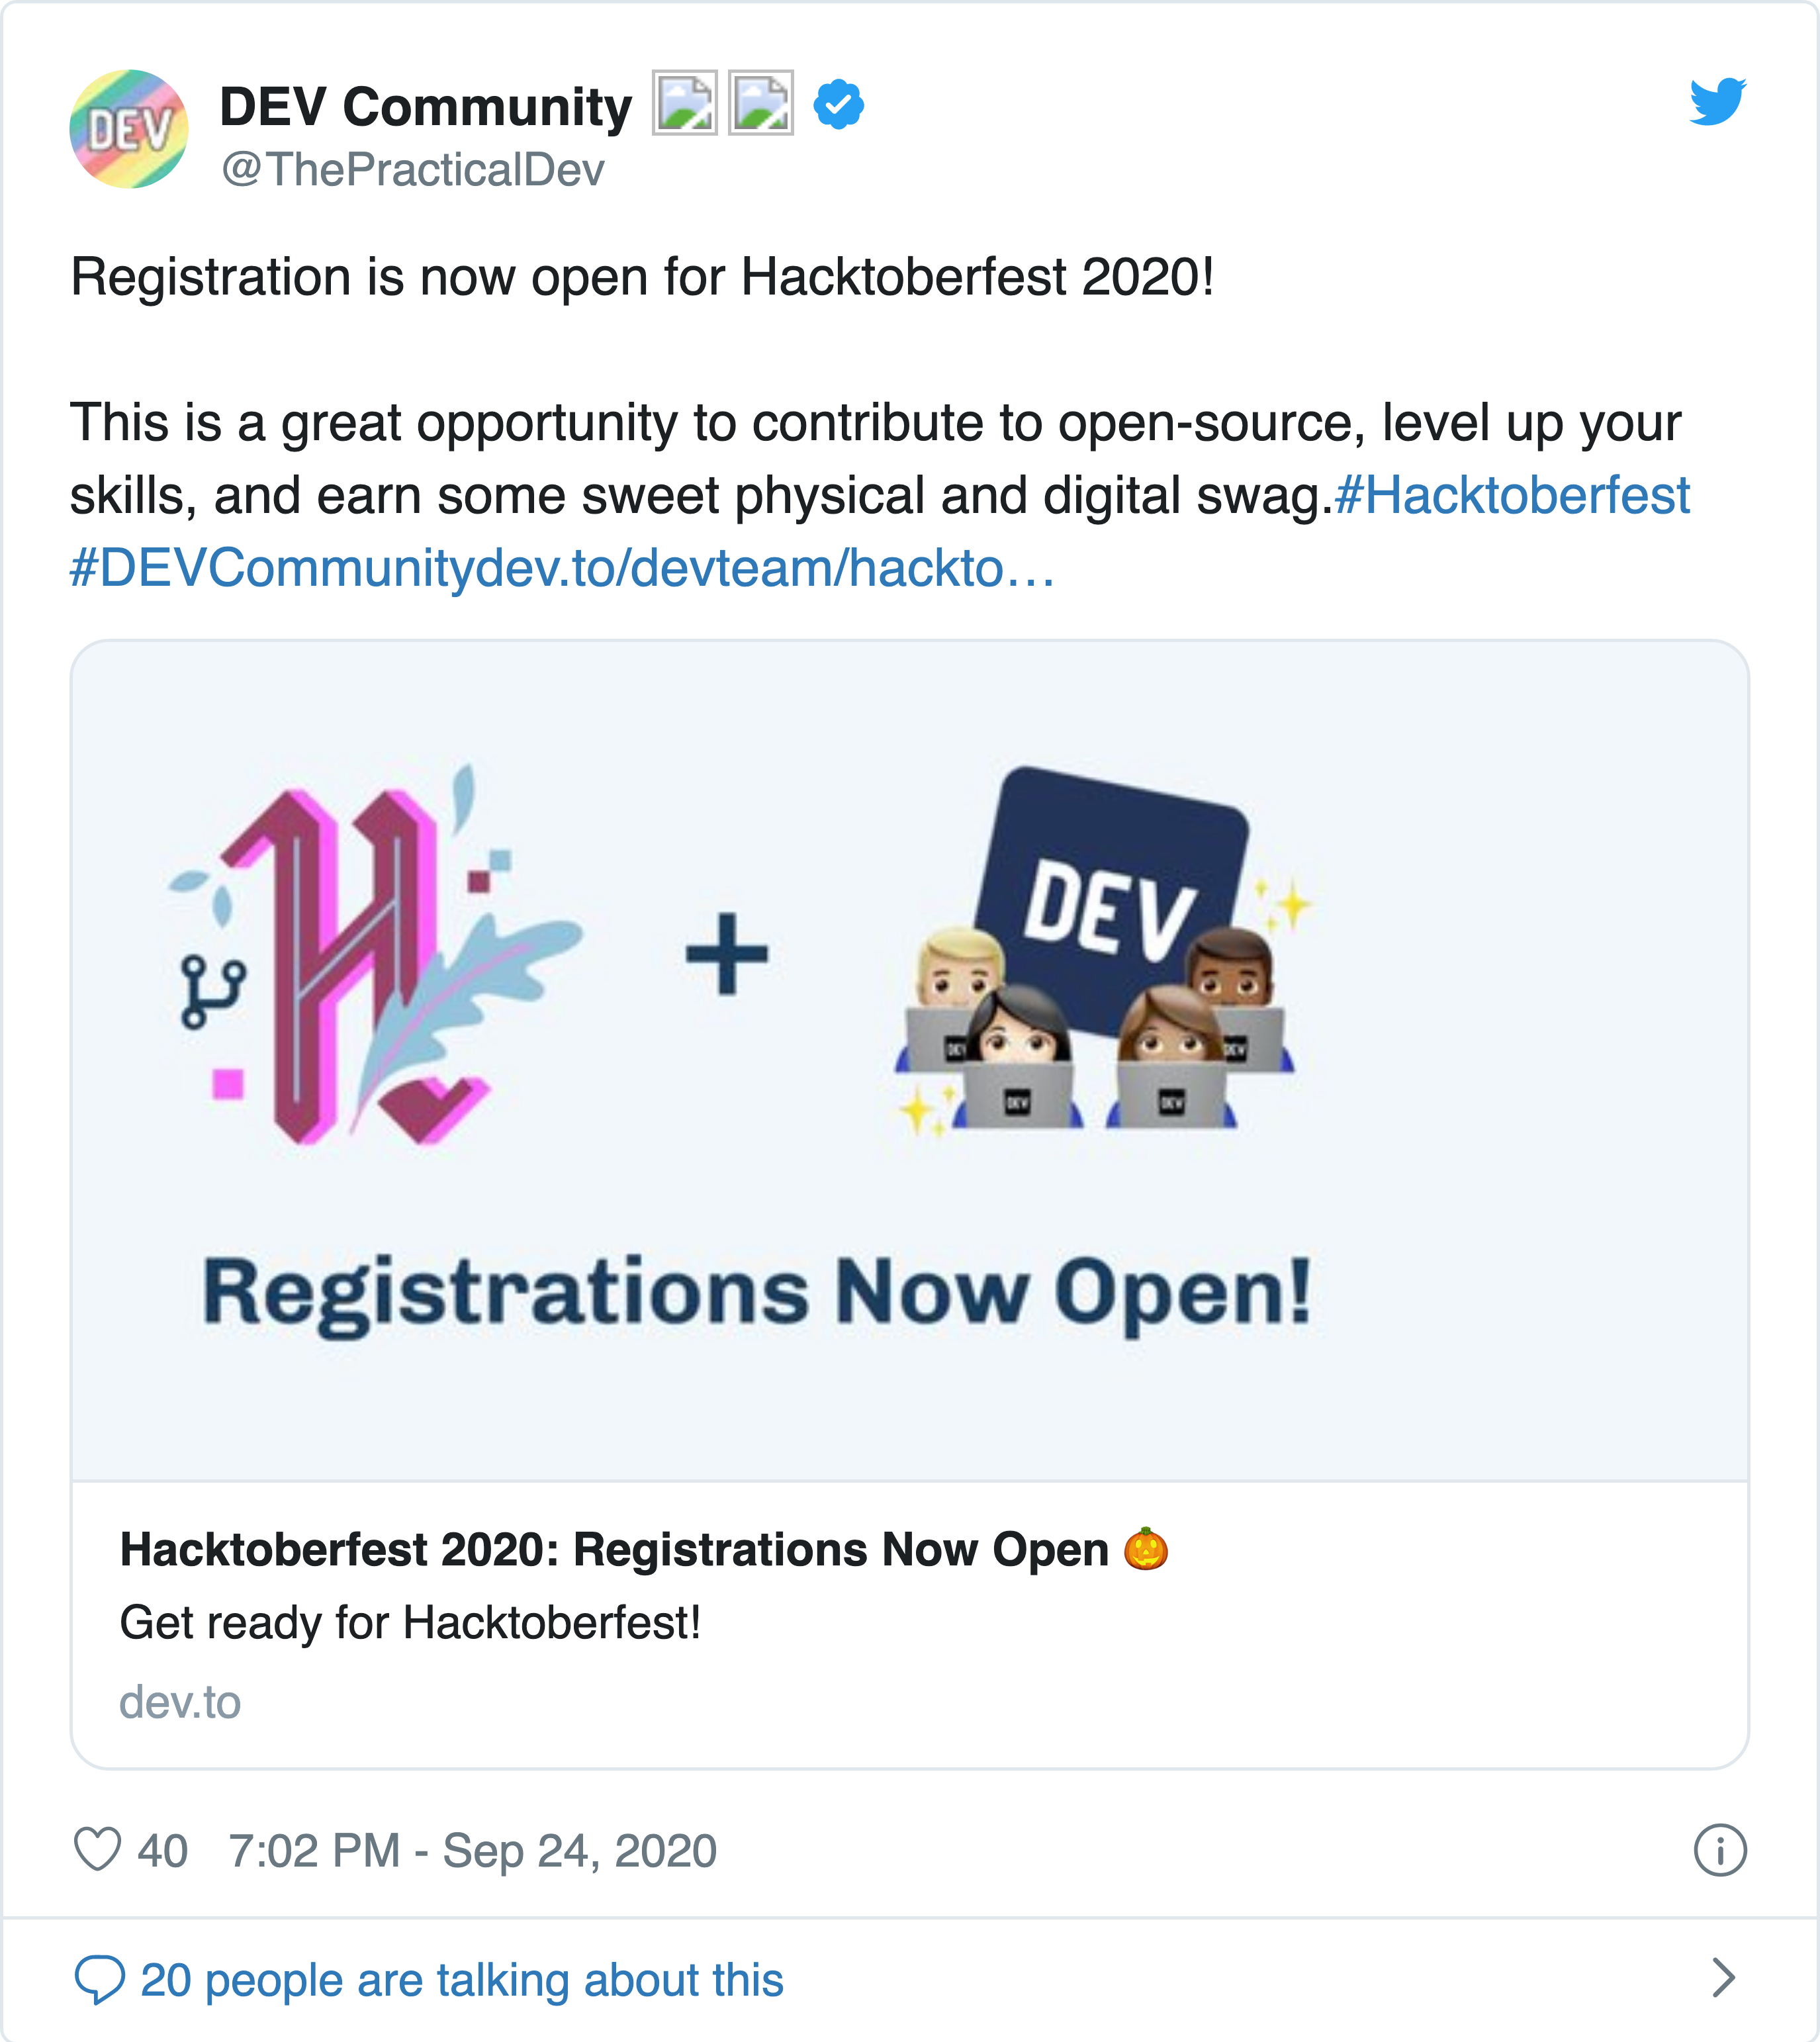 DEV
DEV Community
@ThePracticalDev
Registration is now open for Hacktoberfest 2020!
This is a great opportunity to contribute to open-source, level up your
skills, and earn some sweet physical and digital swag.#Hacktoberfest
#DEVCommunitydev.to/devteam/hackto…
H
+
DEV
DEV
DEV
DEV
DEV
Registrations Now Open!
Hacktoberfest 2020: Registrations Now Open 🎃
Get ready for Hacktoberfest!
dev.to
40 7:02 PM - Sep 24, 2020
20 people are talking about this